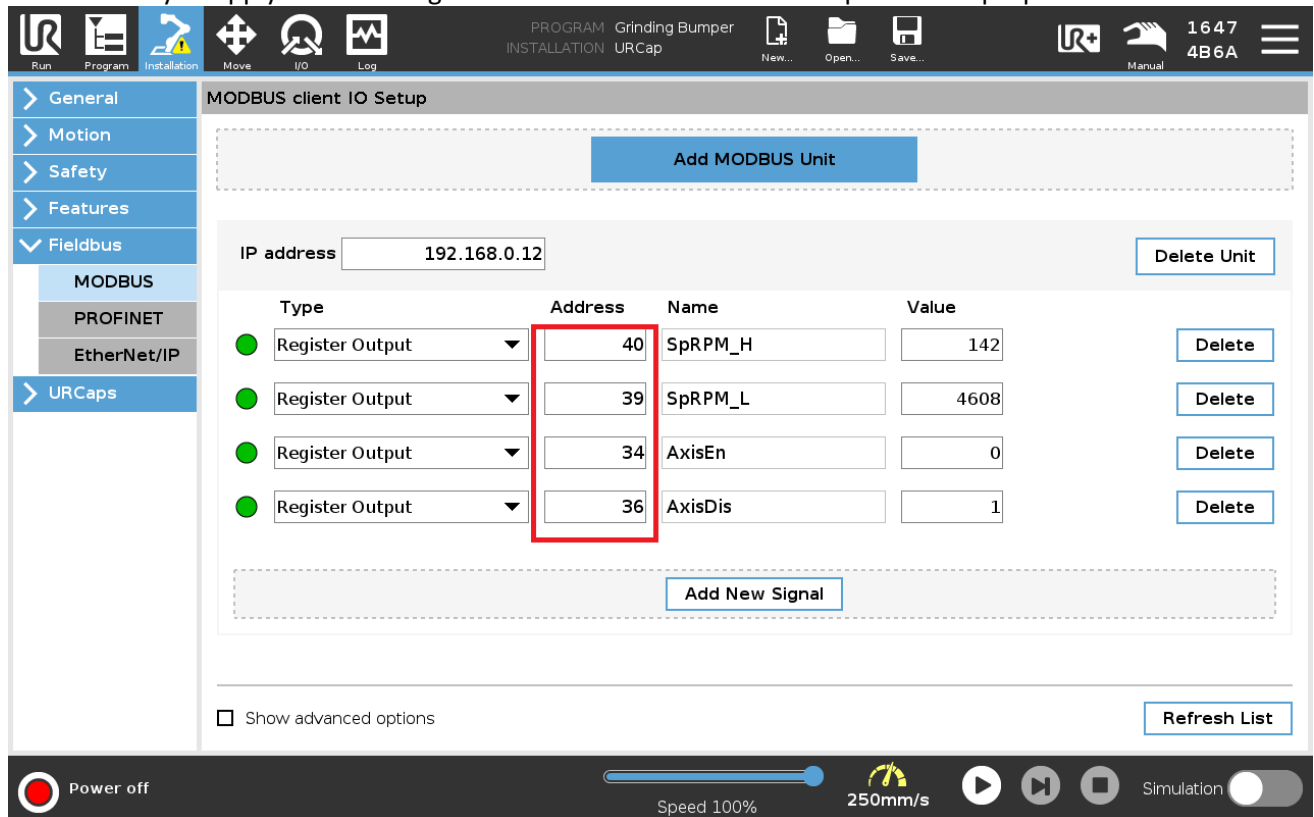 PROGRAM Grinding Bumper
INSTALLATION URCap
UR
Run
Program
Installation
Move
I/O
Log
New...
Open...
Save...
UR+
Manual
1647
4B6A
General
Motion
Safety
Features
Fieldbus
MODBUS
PROFINET
EtherNet/IP
URCaps
MODBUS client IO Setup
Add MODBUS Unit
IP address 192.168.0.12 Delete Unit
Type Address Name Value
Register Output 40 SpRPM_H 142 Delete
Register Output 39 SpRPM_L 4608 Delete
Register Output 34 AxisEn 0 Delete
Register Output 36 AxisDis 1 Delete
Add New Signal
Show advanced options Refresh List
Power off
Speed 100%
250mm/s
Simulation